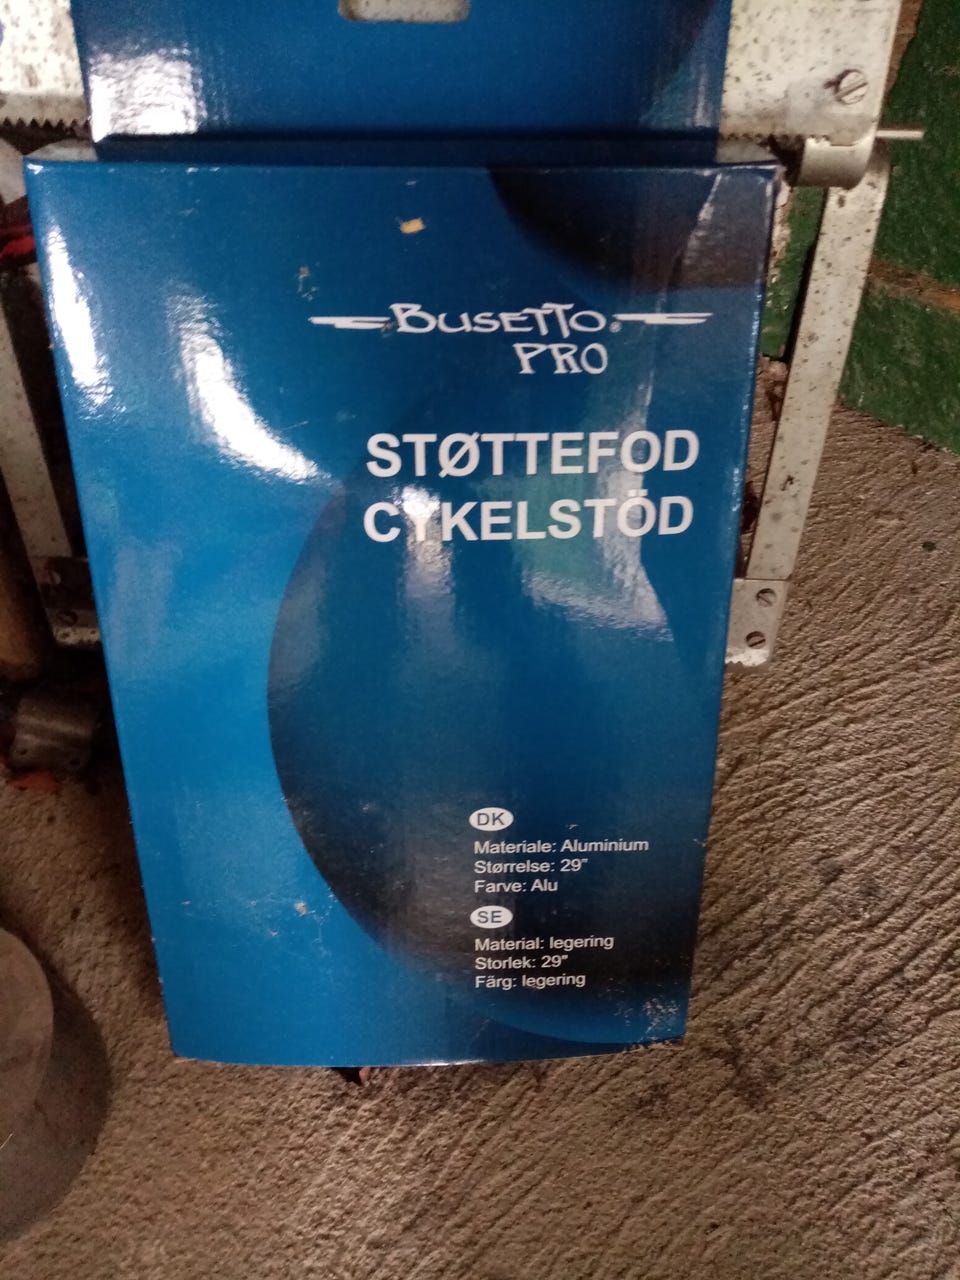 BUSETTO®
PRO
STØTTEFOD
CYKELSTÖD
DK
Materiale: Aluminium
Størrelse: 29"
Farve: Alu
SE
Material: legering
Storlek: 29"
Färg: legering